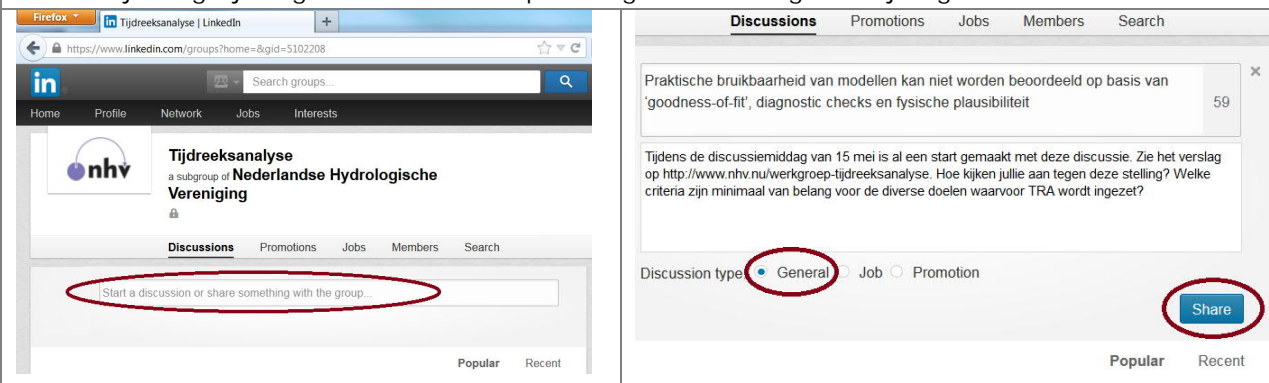 Firefox
Tijdreeksanalyse | LinkedIn
+
https://www.linkedin.com/groups?home=&gid=5102208
in
Search groups...
Home Profile Network Jobs Interests
nhv
Tijdreeksanalyse
a subgroup of Nederlandse Hydrologische
Vereniging
Discussions Promotions Jobs Members Search
Start a discussion or share something with the group...
Popular Recent
Discussions Promotions Jobs Members Search
Praktische bruikbaarheid van modellen kan niet worden beoordeeld op basis van
'goodness-of-fit', diagnostic checks en fysische plausibiliteit
59
Tijdens de discussiemiddag van 15 mei is al een start gemaakt met deze discussie. Zie het verslag
op http://www.nhv.nu/werkgroep-tijdreeksanalyse. Hoe kijken jullie aan tegen deze stelling? Welke
criteria zijn minimaal van belang voor de diverse doelen waarvoor TRA wordt ingezet?
Discussion type: General Job Promotion
Share
Popular Recent